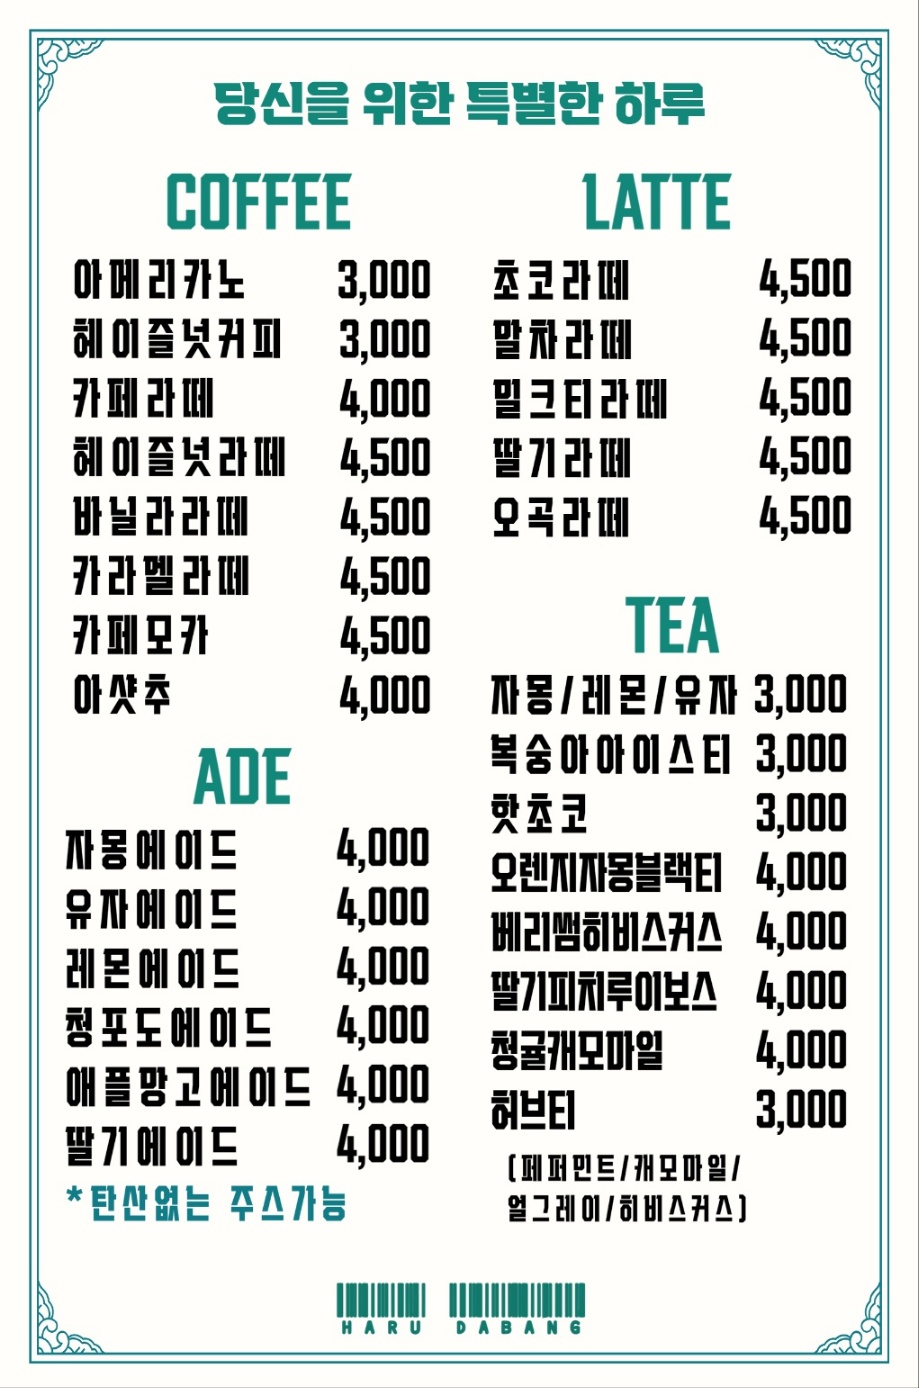 당신을 위한 특별한 하루
COFFEE
아메리카노 3,000
헤이즐넛커피 3,000
카페라떼 4,000
헤이즐넛라떼 4,500
바닐라라떼 4,500
카라멜라떼 4,500
카페모카 4,500
아샷추 4,000
ADE
자몽에이드 4,000
유자에이드 4,000
레몬에이드 4,000
청포도에이드 4,000
애플망고에이드 4,000
딸기에이드 4,000
*탄산없는 주스가능
LATTE
초코라떼 4,500
말차라떼 4,500
밀크티라떼 4,500
딸기라떼 4,500
오곡라떼 4,500
TEA
자몽/레몬/유자 3,000
복숭아아이스티 3,000
핫초코 3,000
오렌지자몽블랙티 4,000
베리썸히비스커스 4,000
딸기피치루이보스 4,000
청귤캐모마일 4,000
허브티 3,000
(페퍼민트/캐모마일/
얼그레이/히비스커스)
HARU DABANG